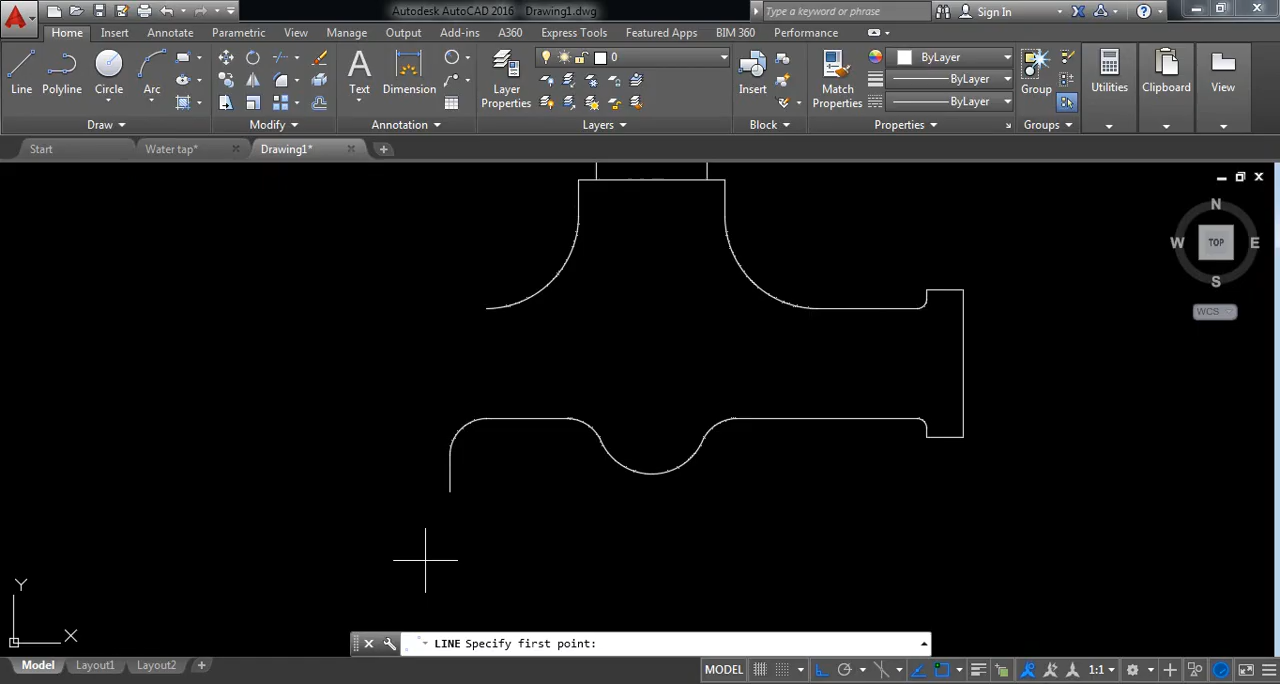 Autodesk AutoCAD 2016 Drawing1.dwg
Type a keyword or phrase
Sign In
Home Insert Annotate Parametric View Manage Output Add-ins A360 Express Tools Featured Apps BIM 360 Performance
0
ByLayer
ByLayer
ByLayer
Line Polyline Circle Arc Text Dimension Layer Properties Insert Match Properties Group Utilities Clipboard View
Draw Modify Annotation Layers Block Properties Groups
Start Water tap* Drawing1*
N
W TOP E
S
WCS
Y
X
LINE Specify first point:
Model Layout1 Layout2 MODEL 1:1